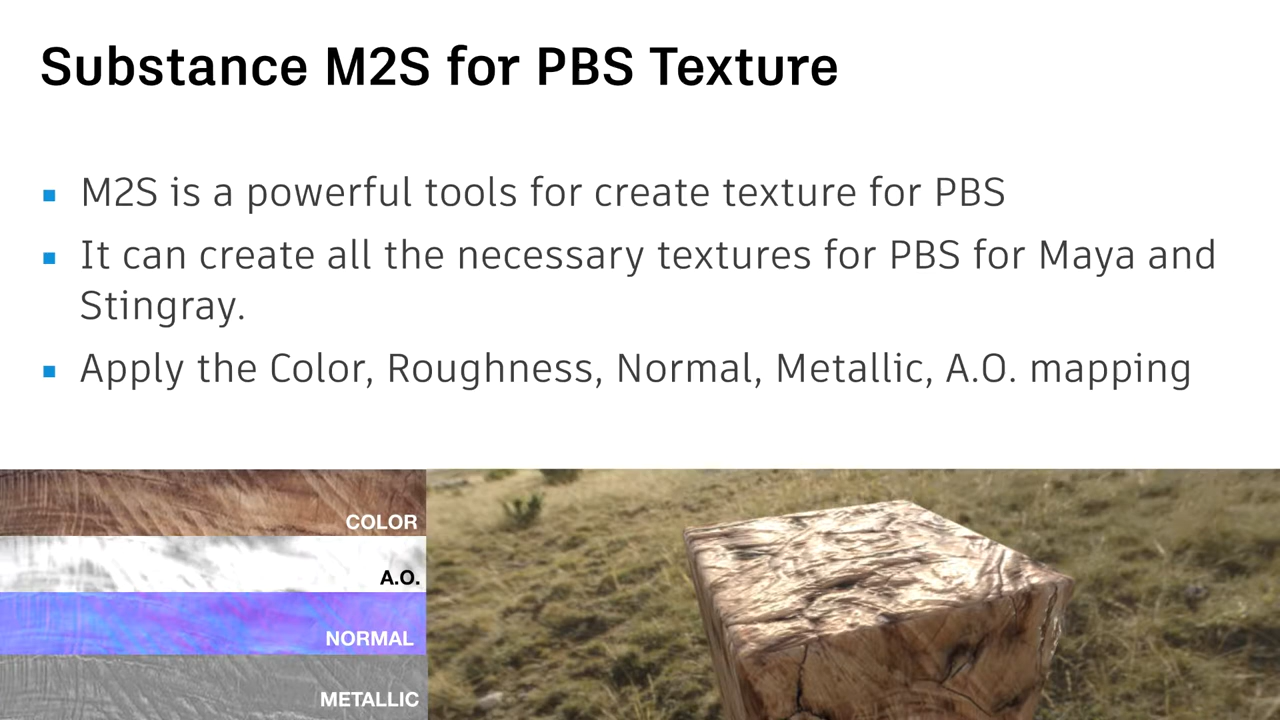 Substance M2S for PBS Texture
M2S is a powerful tools for create texture for PBS
It can create all the necessary textures for PBS for Maya and
Stingray.
Apply the Color, Roughness, Normal, Metallic, A.O. mapping
COLOR
A.O.
NORMAL
METALLIC